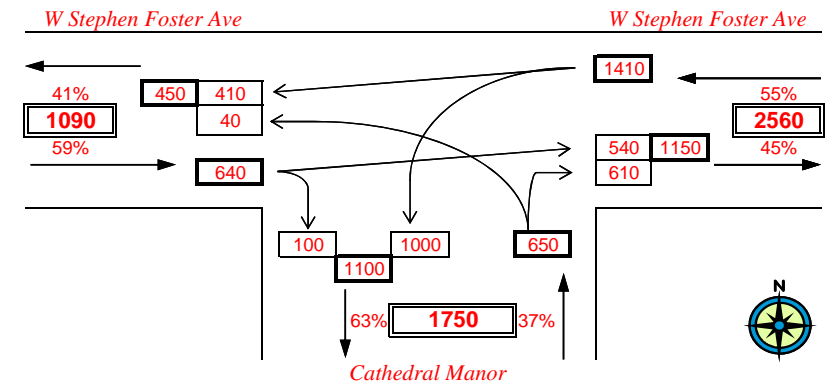 W Stephen Foster Ave W Stephen Foster Ave
1410
41% 450 410 55%
1090 40 2560
59% 540 1150 45%
640 610
100 1000 650
1100
N
63% 1750 37%
Cathedral Manor